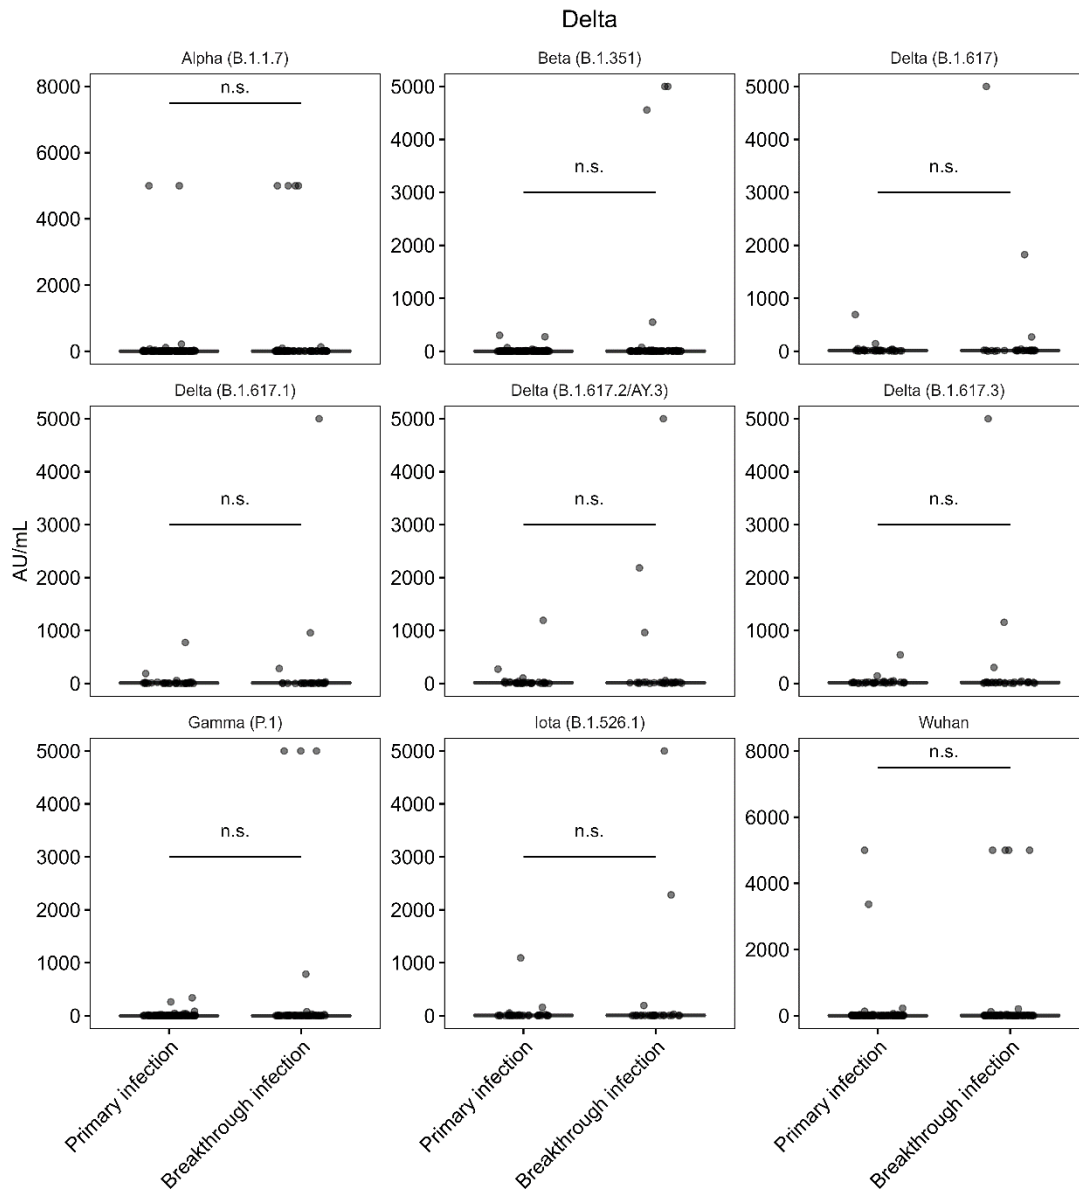 Delta
Alpha (B.1.1.7)
Beta (B.1.351)
Delta (B.1.617)
8000
6000
4000
2000
0
n.s.
5000
4000
3000
2000
1000
0
n.s.
5000
4000
3000
2000
1000
0
n.s.
Delta (B.1.617.1)
Delta (B.1.617.2/AY.3)
Delta (B.1.617.3)
AU/mL
5000
4000
3000
2000
1000
0
n.s.
5000
4000
3000
2000
1000
0
n.s.
5000
4000
3000
2000
1000
0
n.s.
Gamma (P.1)
Iota (B.1.526.1)
Wuhan
5000
4000
3000
2000
1000
0
n.s.
5000
4000
3000
2000
1000
0
n.s.
8000
6000
4000
2000
0
n.s.
Primary infection
Breakthrough infection
Primary infection
Breakthrough infection
Primary infection
Breakthrough infection